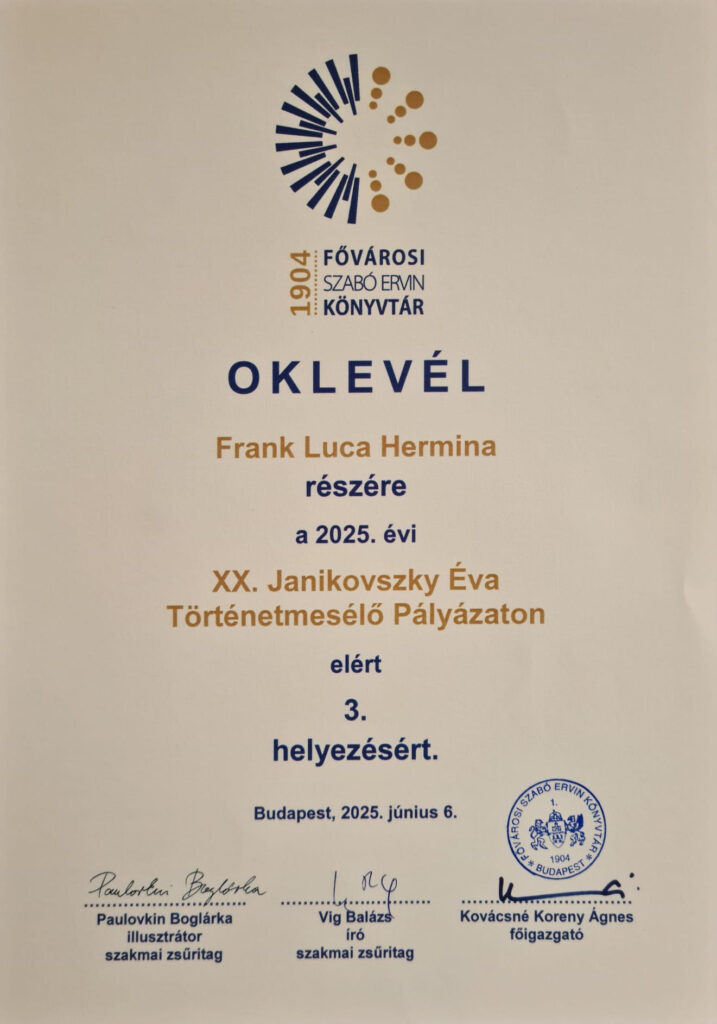 1904
FŐVÁROSI
SZABÓ ERVIN
KÖNYVTÁR
OKLEVÉL
Frank Luca Hermina
részére
a 2025. évi
XX. Janikovszky Éva
Történetmesélő Pályázaton
elért
3.
helyezésért.
Budapest, 2025. június 6.
FŐVÁROSI SZABÓ ERVIN KÖNYVTÁR
1.
1904
* BUDAPEST *
Paulovkin Boglárka
Paulovkin Boglárka
illusztrátor
szakmai zsűritag
Vig Balázs
író
szakmai zsűritag
Kovácsné Koreny Ágnes
főigazgató